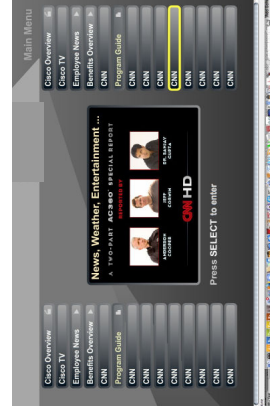 Main Menu
Cisco Overview
Cisco TV
Employee News
Benefits Overview
CNN
Program Guide
CNN
CNN
CNN
CNN
CNN
CNN
CNN
CNN
News, Weather, Entertainment ...
A TWO-PART AC360° SPECIAL REPORT
REPORTED BY
ANDERSON
COOPER
JEFF
CORWIN
DR. SANJAY
GUPTA
CNN HD
Press SELECT to enter
Cisco Overview
Cisco TV
Employee News
Benefits Overview
CNN
Program Guide
CNN
CNN
CNN
CNN
CNN
CNN
CNN
CNN